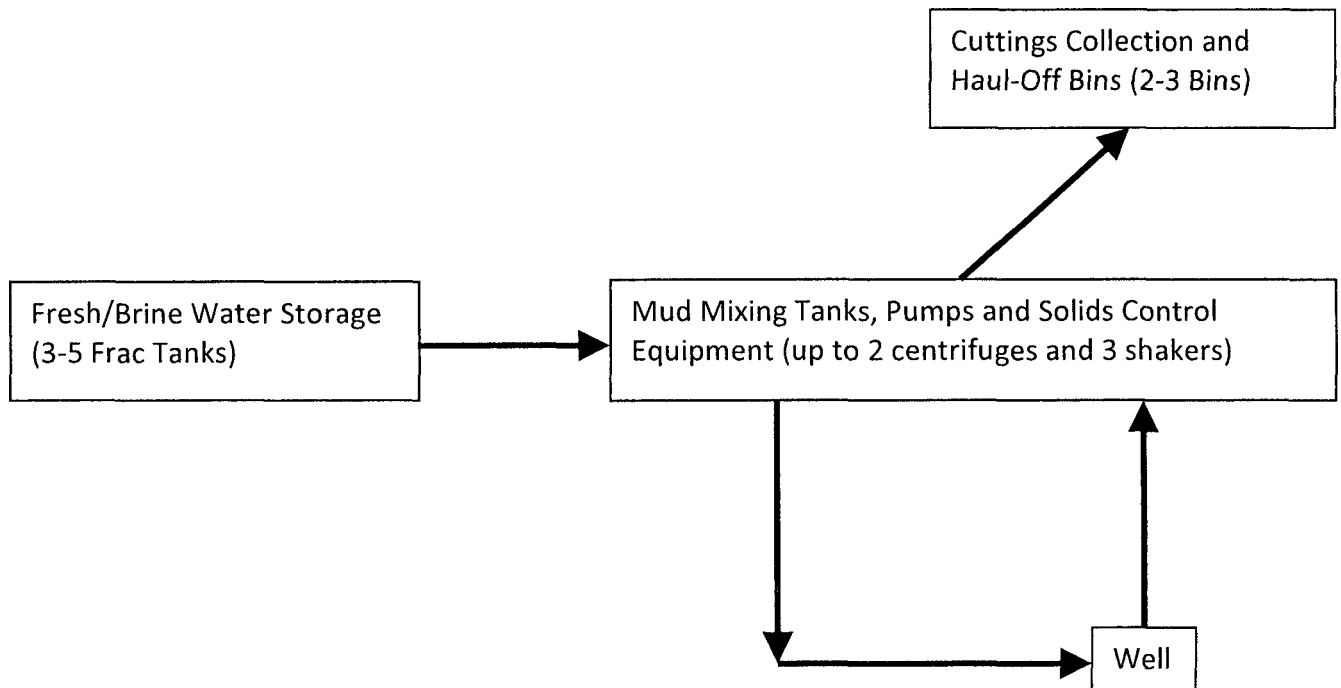 Cuttings Collection and
Haul-Off Bins (2-3 Bins)
Fresh/Brine Water Storage
(3-5 Frac Tanks)
Mud Mixing Tanks, Pumps and Solids Control
Equipment (up to 2 centrifuges and 3 shakers)
Well